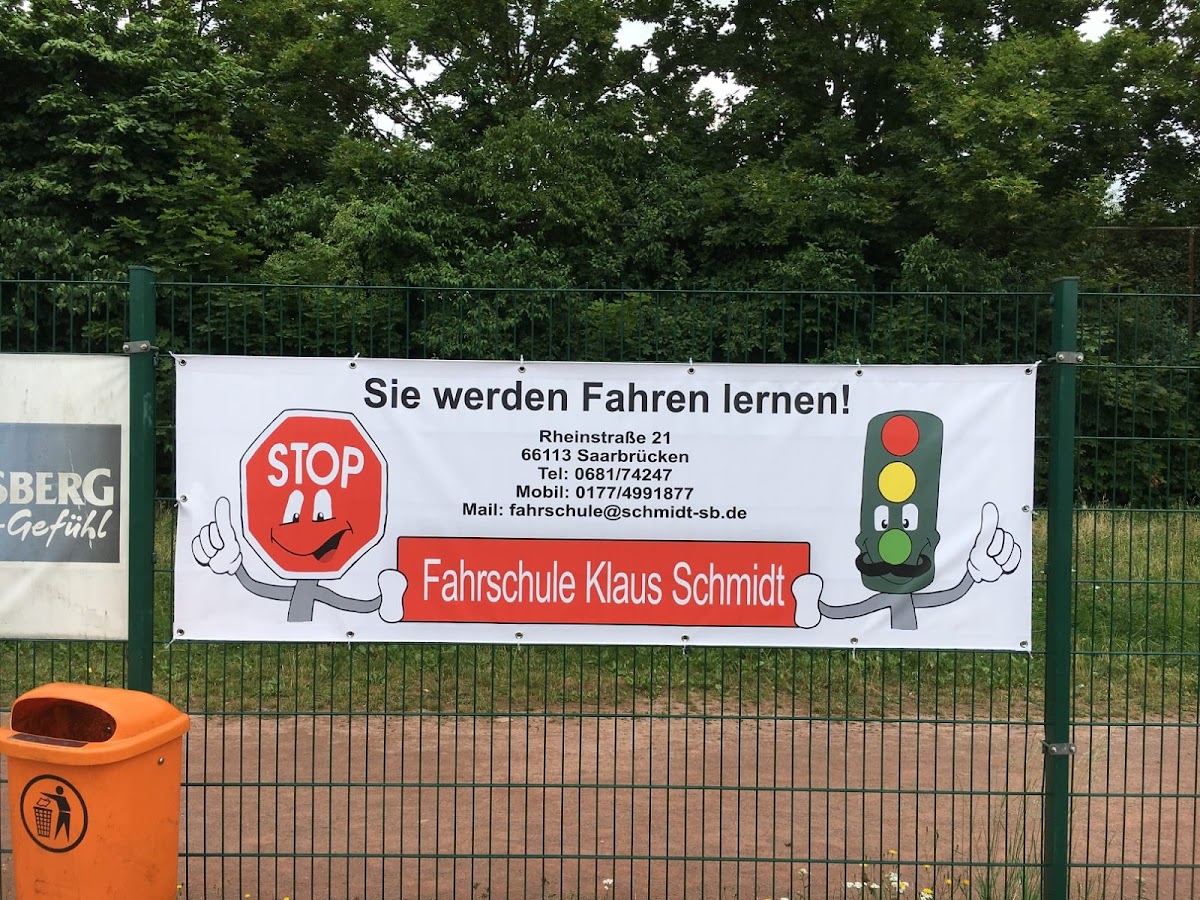 Sie werden Fahren lernen!
Rheinstraße 21
66113 Saarbrücken
Tel: 0681/74247
Mobil: 0177/4991877
Mail: fahrschule@schmidt-sb.de
STOP
Fahrschule Klaus Schmidt
SBERG
-Gefühl